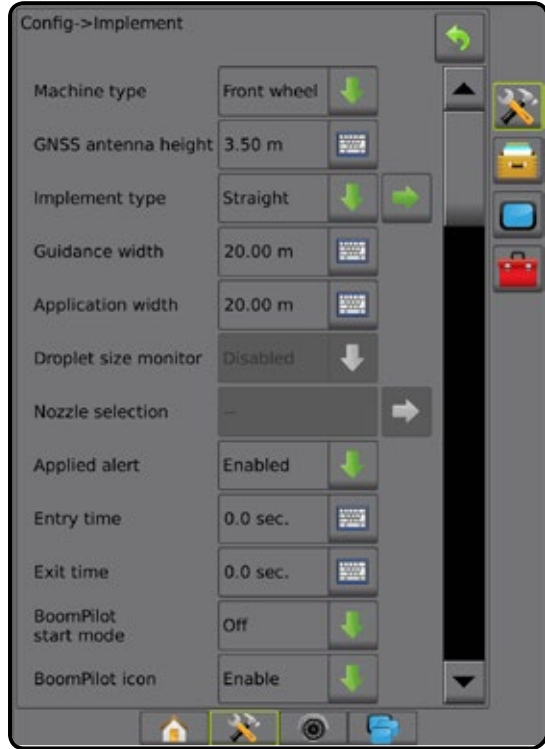 Config->Implement
Machine type Front wheel
GNSS antenna height 3.50 m
Implement type Straight
Guidance width 20.00 m
Application width 20.00 m
Droplet size monitor Disabled
Nozzle selection --
Applied alert Enabled
Entry time 0.0 sec.
Exit time 0.0 sec.
BoomPilot
start mode Off
BoomPilot icon Enable